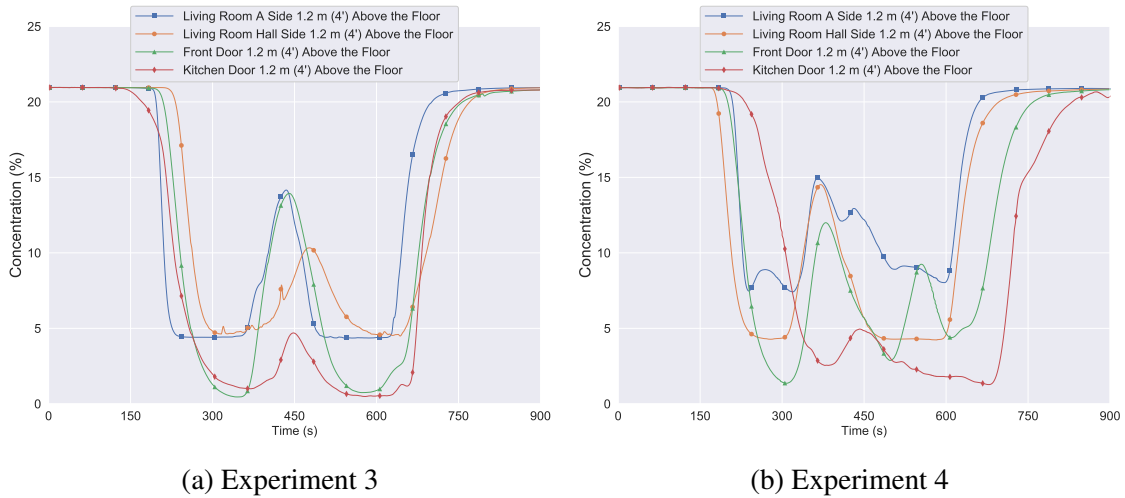 Living Room A Side 1.2 m (4') Above the Floor
Living Room Hall Side 1.2 m (4') Above the Floor
Front Door 1.2 m (4') Above the Floor
Kitchen Door 1.2 m (4') Above the Floor
25
20
15
10
5
0
Concentration (%)
0 150 300 450 600 750 900
Time (s)
(a) Experiment 3
Living Room A Side 1.2 m (4') Above the Floor
Living Room Hall Side 1.2 m (4') Above the Floor
Front Door 1.2 m (4') Above the Floor
Kitchen Door 1.2 m (4') Above the Floor
25
20
15
10
5
0
Concentration (%)
0 150 300 450 600 750 900
Time (s)
(b) Experiment 4